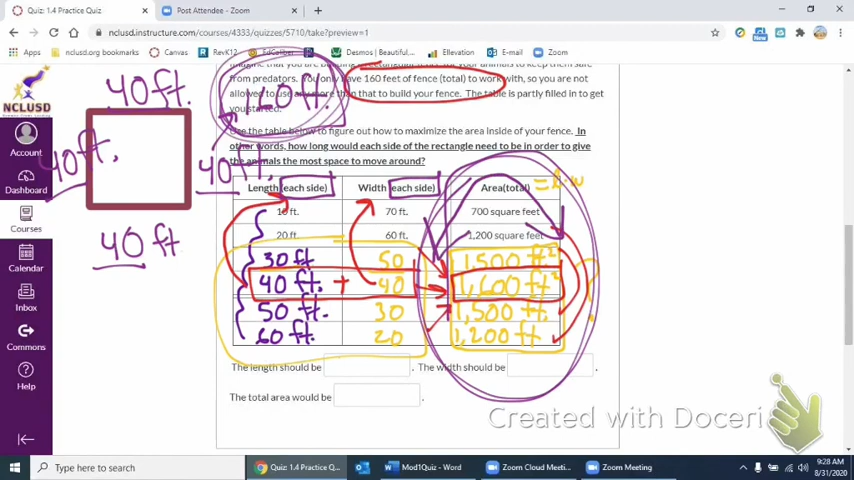 Quiz: 1.4 Practice Quiz
Post Attendee - Zoom
nclusd.instructure.com/courses/4333/quizzes/5710/take?preview=1
Apps
nclusd.org bookmarks
Canvas
RevK12
EdCaliber
Desmos | Beautiful,...
Elevation
E-mail
Zoom
NCLUSD
Account
Dashboard
Courses
Calendar
Inbox
Commons
Help
40 ft.
160 ft.
40 ft.
40 ft.
40 ft
from predators. You only have 160 feet of fence (total) to work with, so you are not
allowed to use any more than that to build your fence. The table is partly filled in to get
you started.
Use the table below to figure out how to maximize the area inside of your fence. In
other words, how long would each side of the rectangle need to be in order to give
the animals the most space to move around?
Length (each side) Width (each side) Area(total) = l·w
10 ft. 70 ft. 700 square feet
20 ft. 60 ft. 1,200 square feet
30 ft 50 1,500 ft²
40 ft. + 40 1,600 ft²
50 ft. 30 1,500 ft.
60 ft. 20 1,200 ft.
The length should be . The width should be .
The total area would be .
Created with Doceri
Type here to search
Quiz: 1.4 Practice Q...
Mod1Quiz - Word
Zoom Cloud Meeti...
Zoom Meeting
9:28 AM
8/31/2020